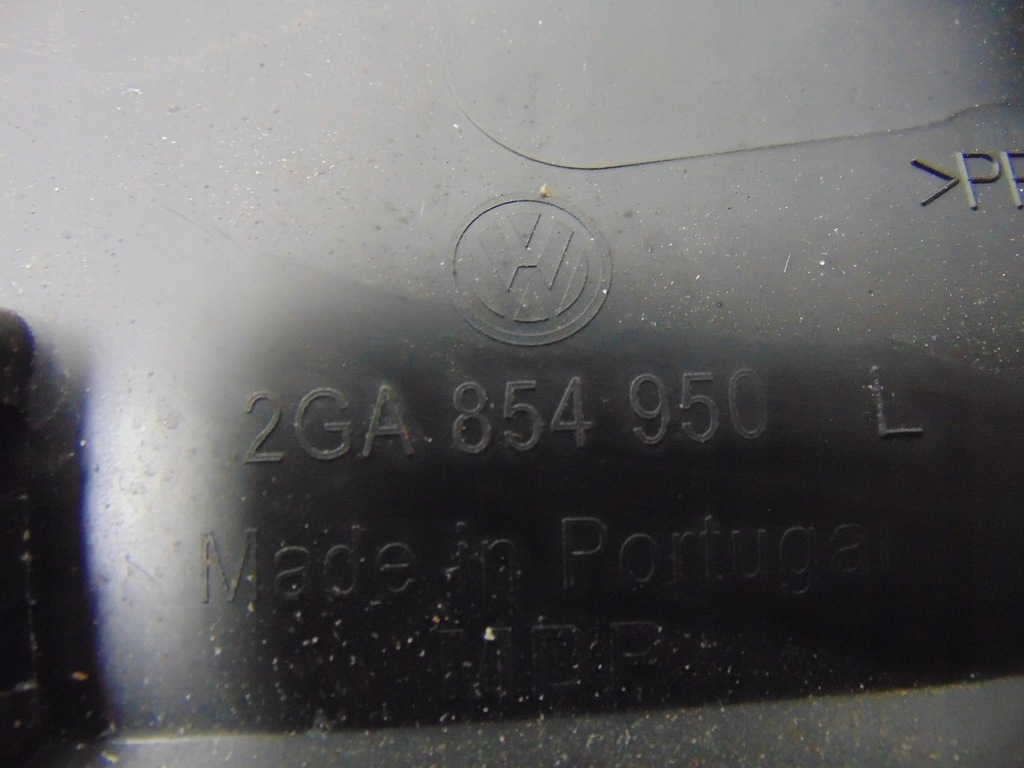 >PP
2GA 854 950 L
Made in Portugal